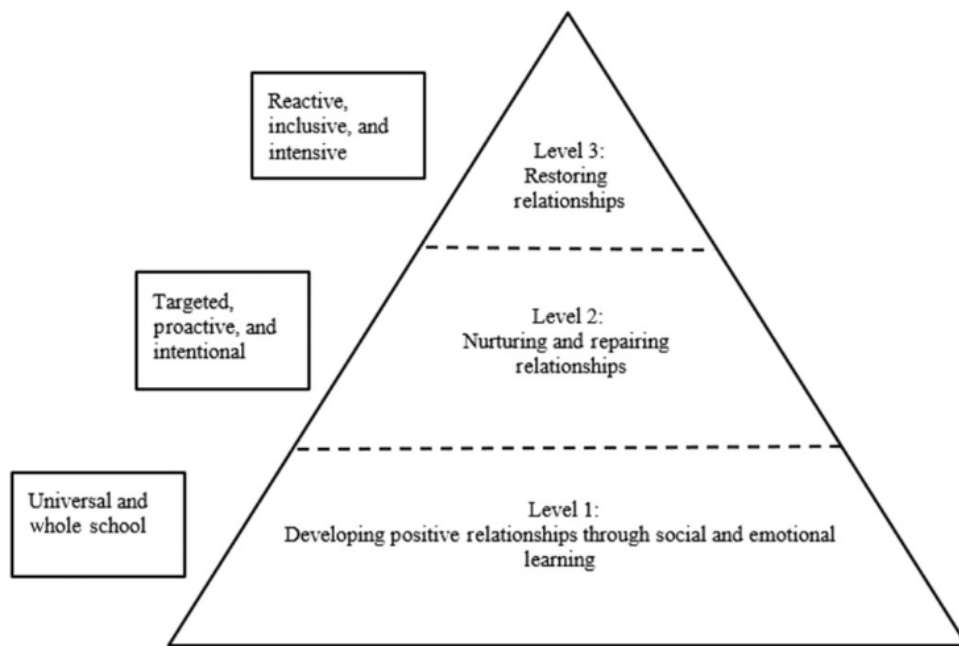 Reactive,
inclusive, and
intensive
Level 3:
Restoring
relationships
Targeted,
proactive, and
intentional
Level 2:
Nurturing and repairing
relationships
Universal and
whole school
Level 1:
Developing positive relationships through social and emotional
learning